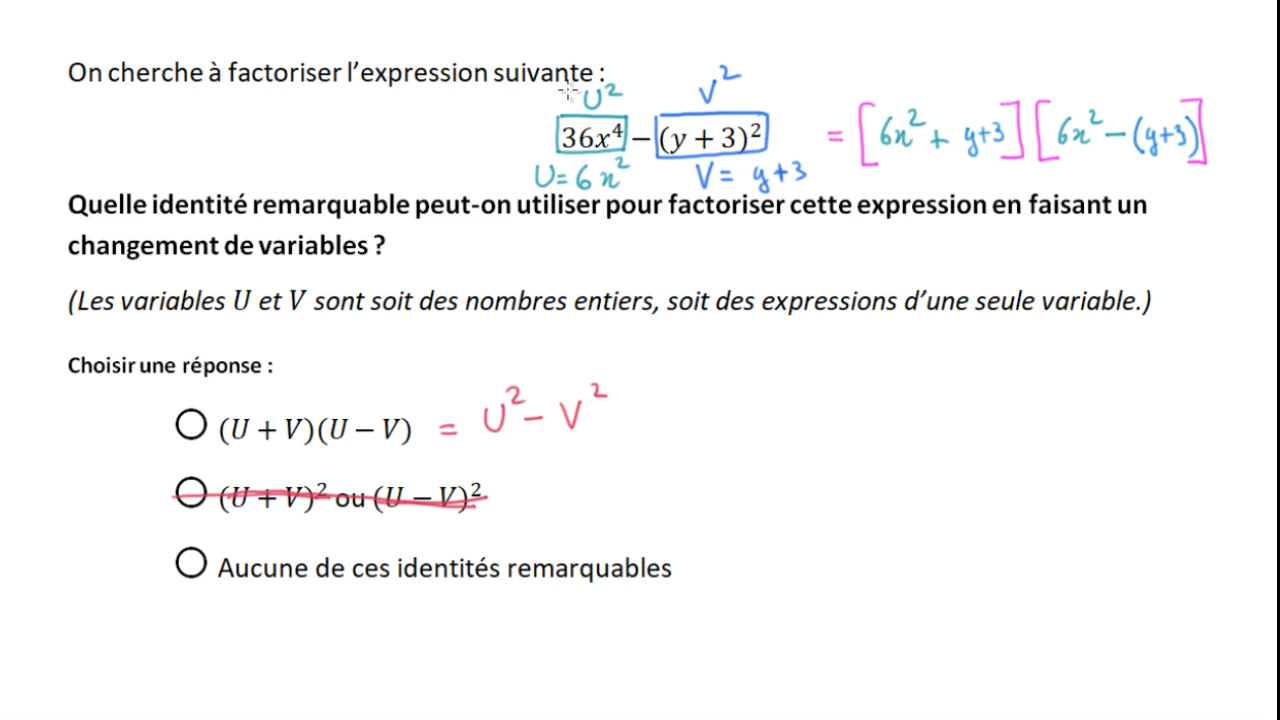 On cherche à factoriser l’expression suivante :
U² V²
36x⁴ − (y + 3)² = [6x² + y+3] [6x² − (y+3)]
U = 6x² V = y+3
Quelle identité remarquable peut-on utiliser pour factoriser cette expression en faisant un
changement de variables ?
(Les variables U et V sont soit des nombres entiers, soit des expressions d’une seule variable.)
Choisir une réponse :
(U + V)(U − V) = U² − V²
(U + V)² ou (U − V)²
Aucune de ces identités remarquables